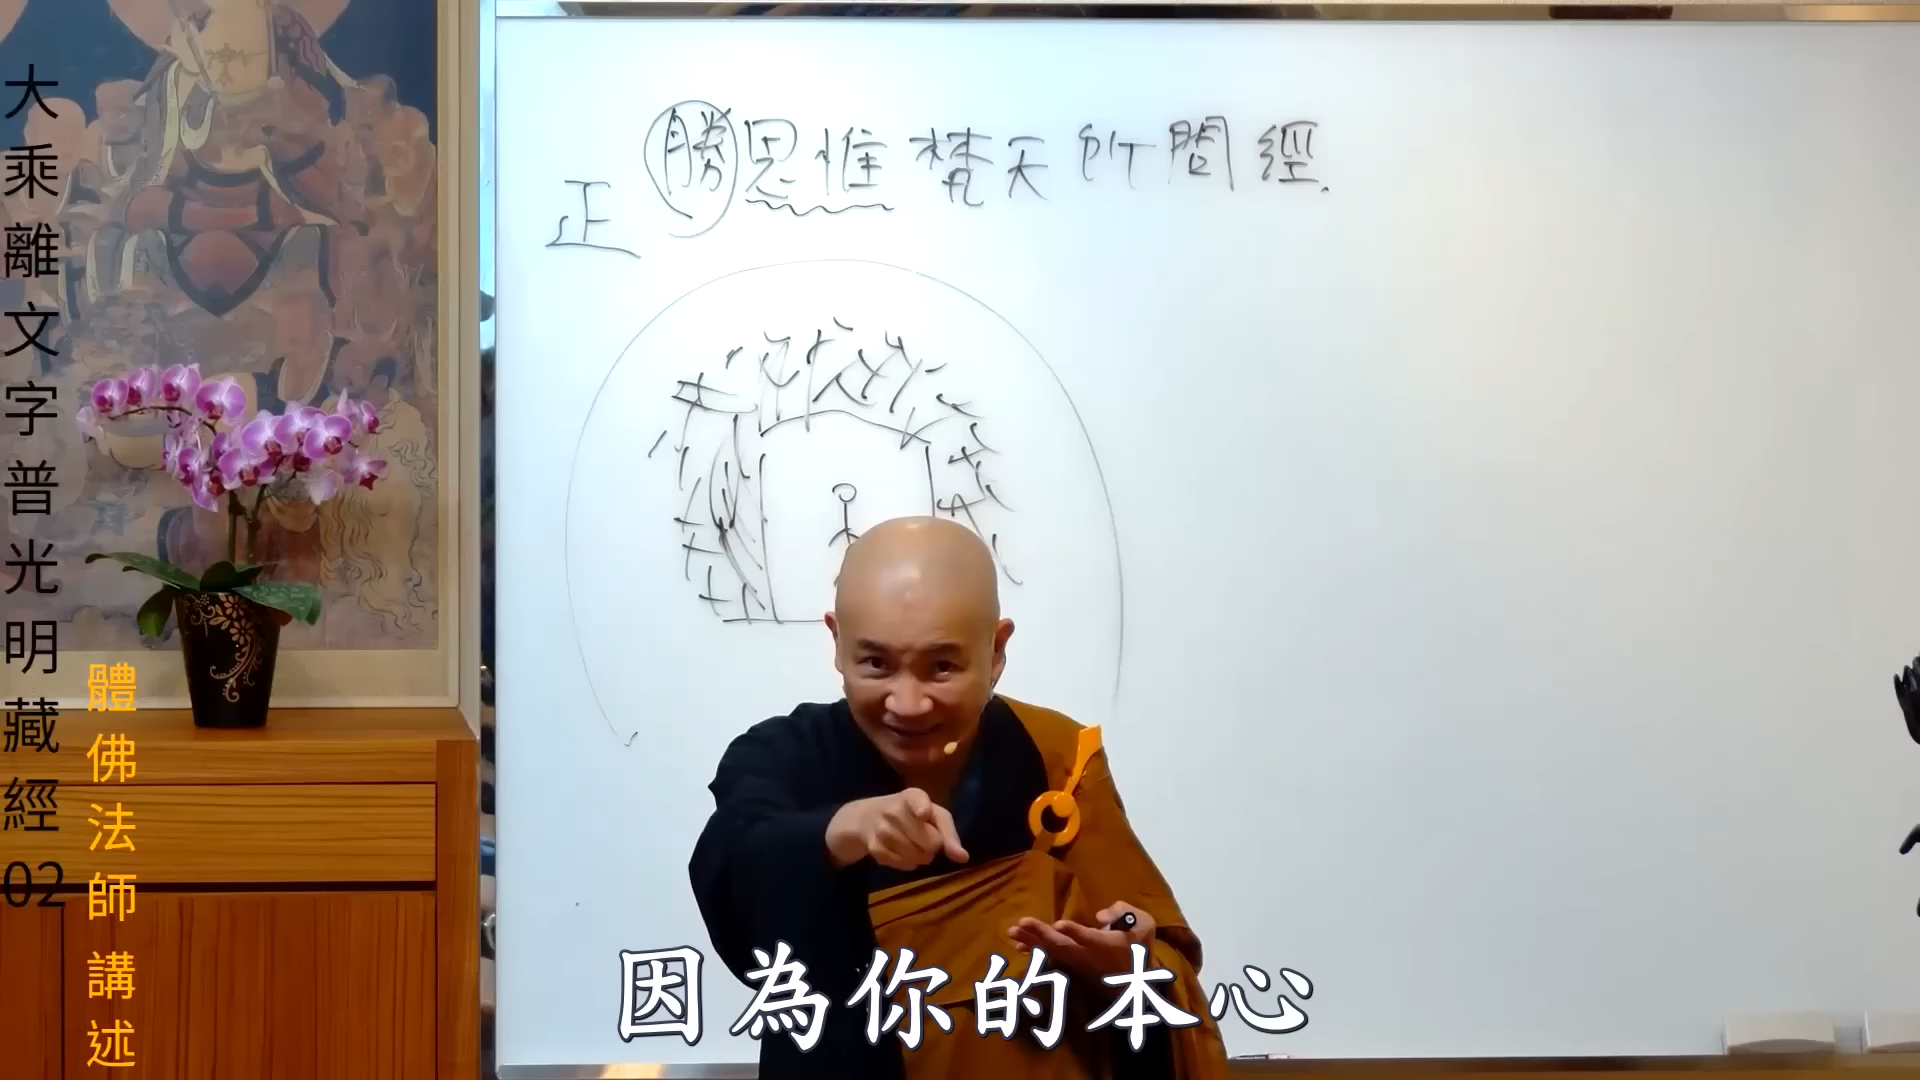 大乘離文字普光明藏經02
體佛法師講述
勝思惟梵天所問經
正
因為你的本心